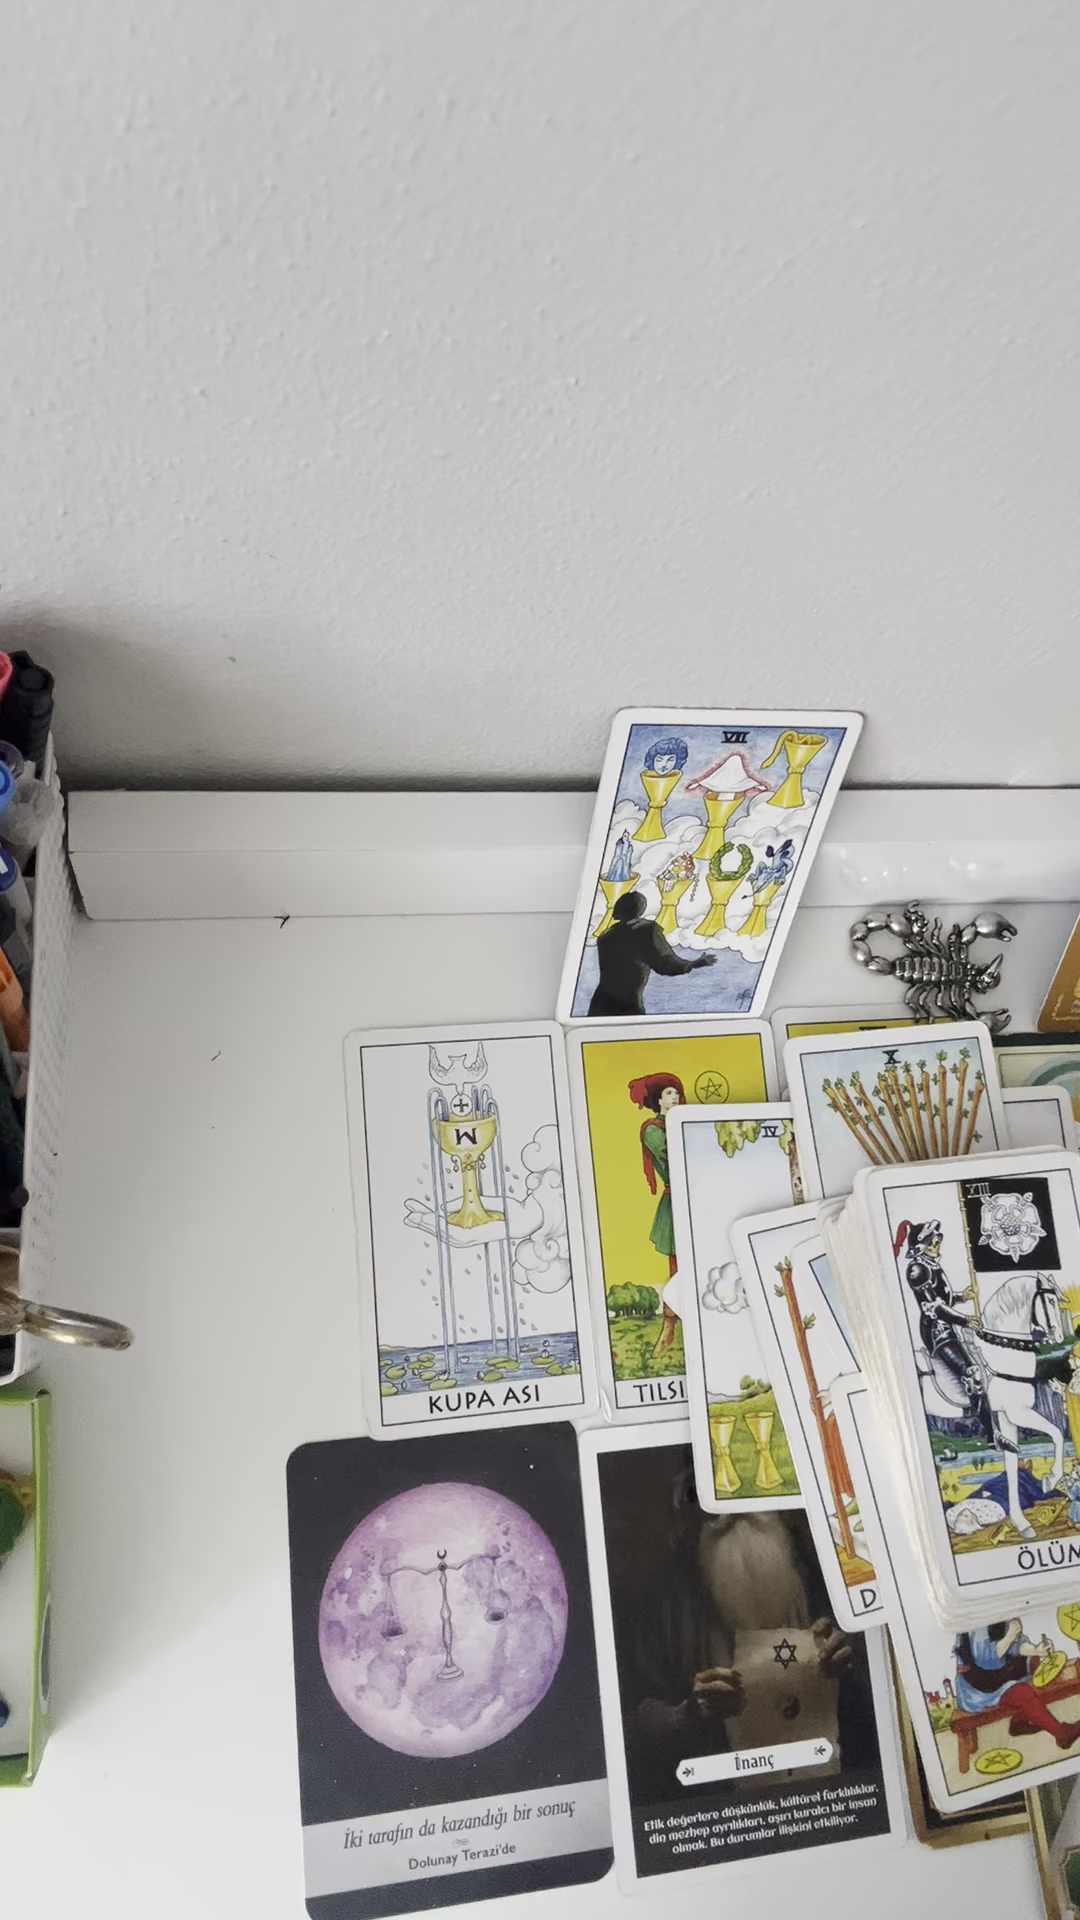 VII
X
IV
XIII
KUPA ASI
TILSI
D
ÖLÜM
İki tarafın da kazandığı bir sonuç
Dolunay Terazi'de
İnanç
Etik değerlere düşkünlük, kültürel farklılıklar,
din mezhep ayrılıkları, aşırı kuralcı bir insan
olmak. Bu durumlar ilişkini etkiliyor.